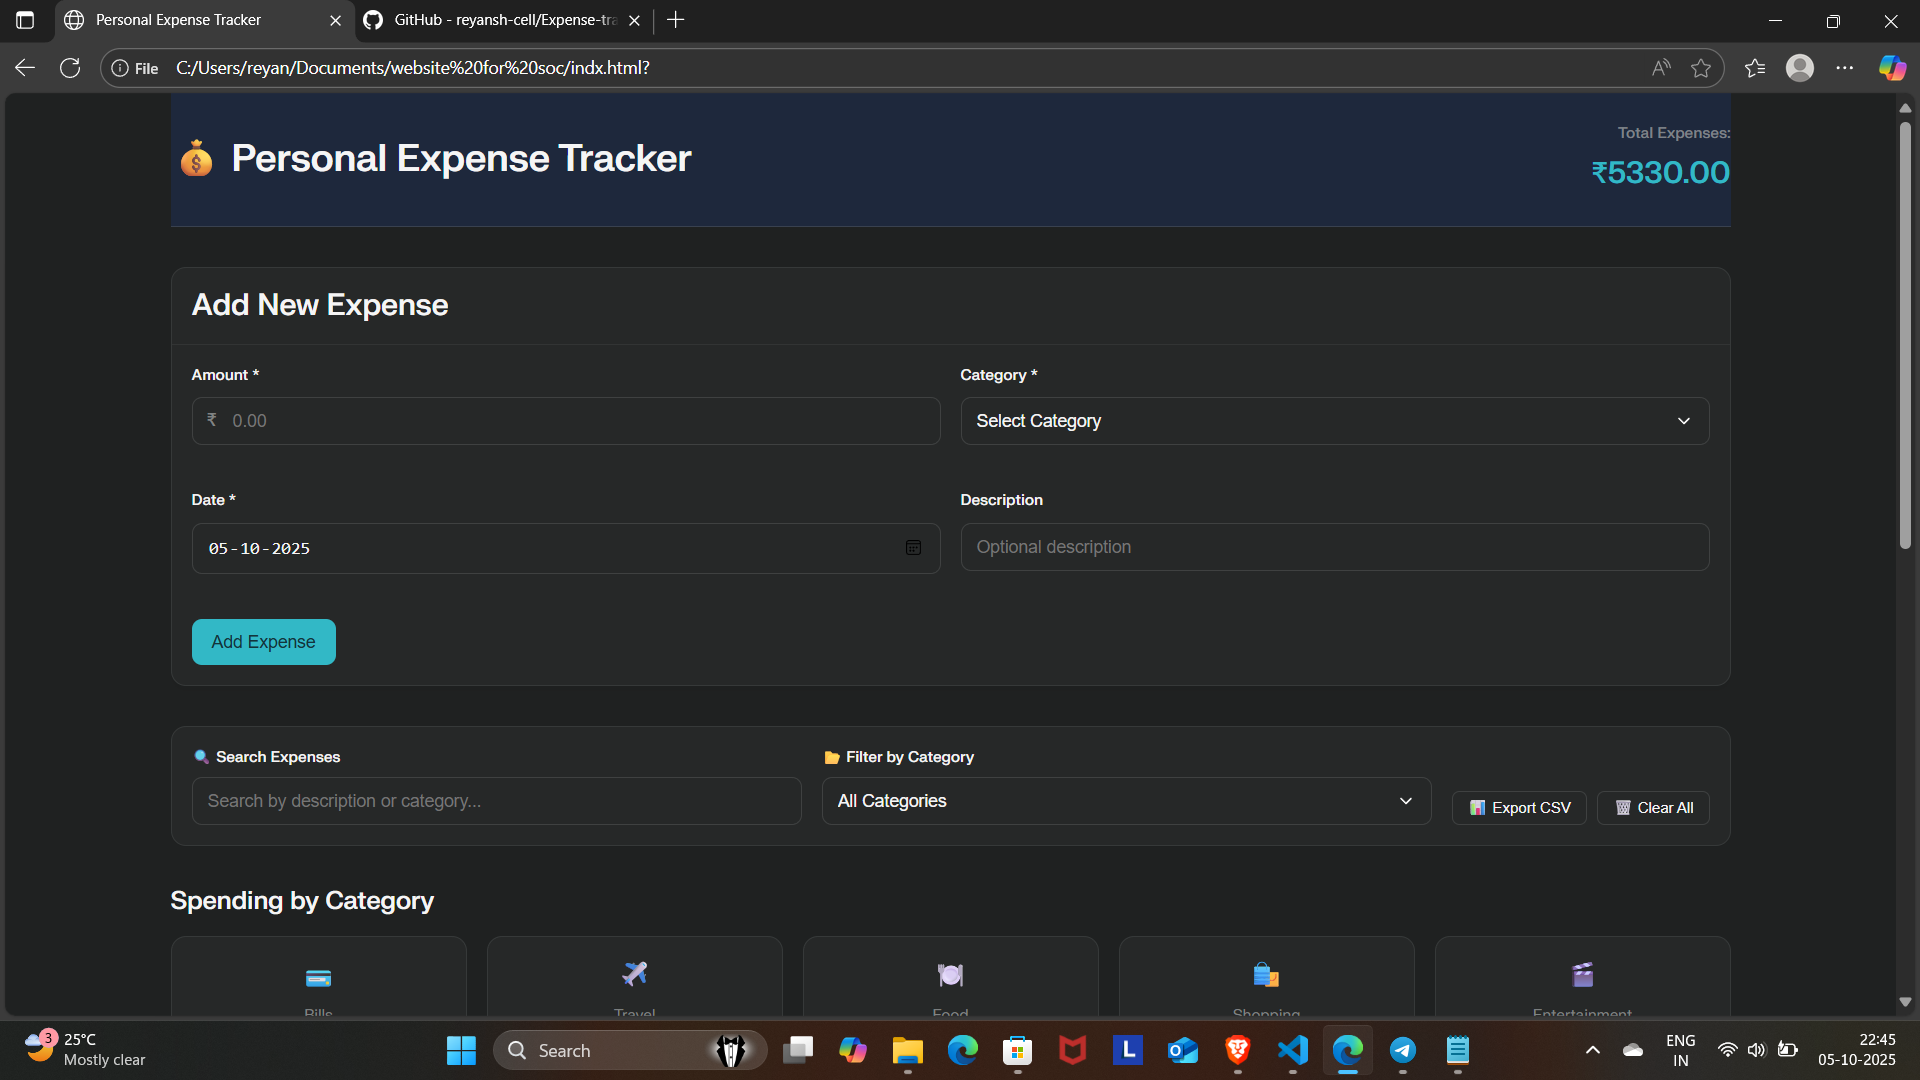 Personal Expense Tracker
GitHub - reyansh-cell/Expense-tra
File
C:/Users/reyan/Documents/website%20for%20soc/indx.html?
Personal Expense Tracker
Total Expenses:
₹5330.00
Add New Expense
Amount *
Category *
₹ 0.00
Select Category
Date *
Description
05-10-2025
Optional description
Add Expense
Search Expenses
Filter by Category
Search by description or category...
All Categories
Export CSV
Clear All
Spending by Category
Bills
Travel
Food
Shopping
Entertainment
3
25°C
Mostly clear
Search
L
ENG
IN
22:45
05-10-2025